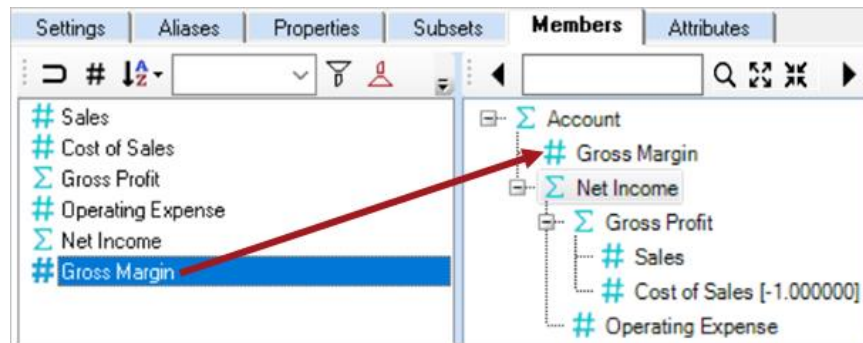 Settings Aliases Properties Subsets Members Attributes
Sales
Cost of Sales
Gross Profit
Operating Expense
Net Income
Gross Margin
Account
Gross Margin
Net Income
Gross Profit
Sales
Cost of Sales [-1.000000]
Operating Expense